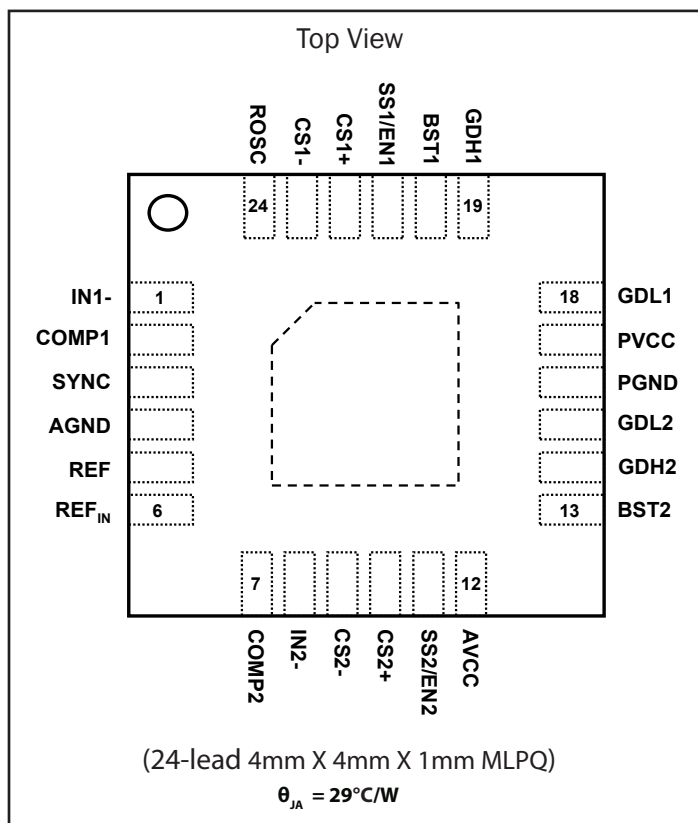 Top View
ROSC
CS1-
CS1+
SS1/EN1
BST1
GDH1
24
19
IN1-
1
18
GDL1
COMP1
PVCC
SYNC
PGND
AGND
GDL2
REF
GDH2
REFIN
6
13
BST2
7
12
COMP2
IN2-
CS2-
CS2+
SS2/EN2
AVCC
(24-lead 4mm X 4mm X 1mm MLPQ)
θJA = 29°C/W